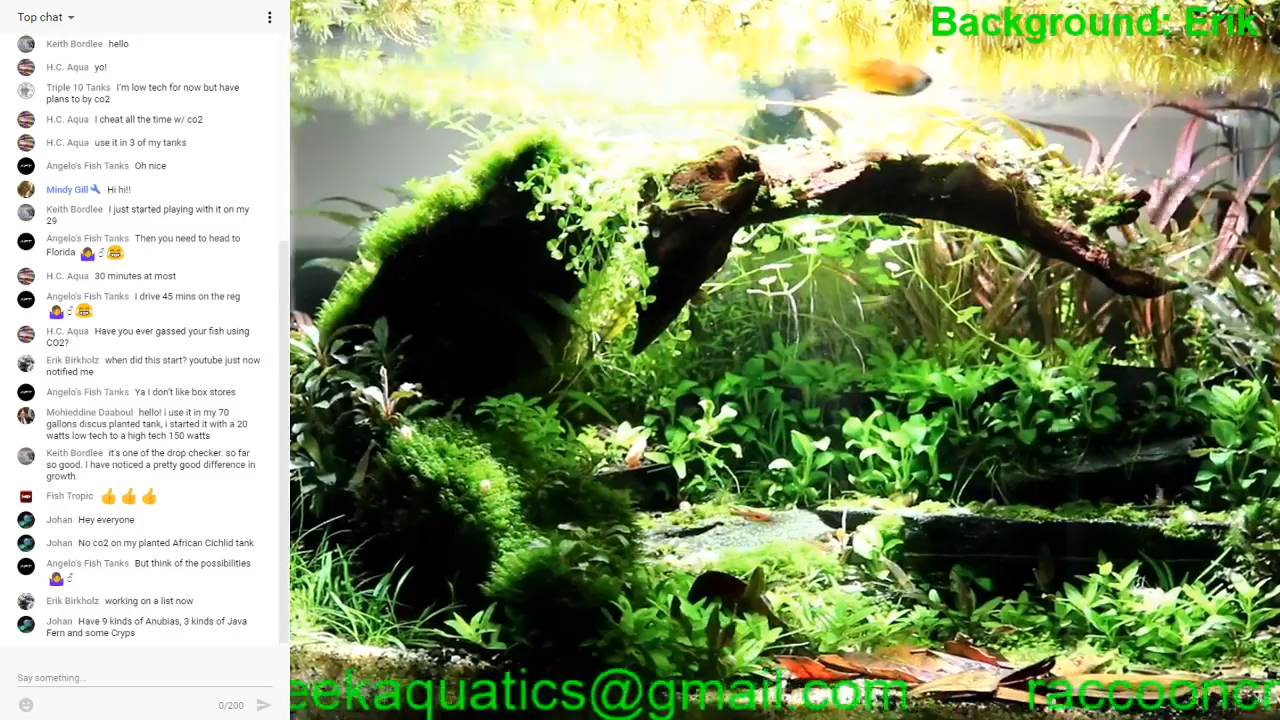 Top chat
Keith Bordlee hello
H.C. Aqua yo!
Triple 10 Tanks I'm low tech for now but have
plans to by co2
H.C. Aqua I cheat all the time w/ co2
H.C. Aqua use it in 3 of my tanks
Angelo's Fish Tanks Oh nice
Mindy Gill Hi hi!!
Keith Bordlee I just started playing with it on my
29
Angelo's Fish Tanks Then you need to head to
Florida 🤷‍♀️😂
H.C. Aqua 30 minutes at most
Angelo's Fish Tanks I drive 45 mins on the reg
🤷‍♀️😂
H.C. Aqua Have you ever gassed your fish using
CO2?
Erik Birkholz when did this start? youtube just now
notified me
Angelo's Fish Tanks Ya I don't like box stores
Mohieddine Daaboul hello! i use it in my 70
gallons discus planted tank, i started it with a 20
watts low tech to a high tech 150 watts
Keith Bordlee it's one of the drop checker. so far
so good. I have noticed a pretty good difference in
growth
Fish Tropic 👍👍👍
Johan Hey everyone
Johan No co2 on my planted African Cichlid tank
Angelo's Fish Tanks But think of the possibilities
🤷‍♀️
Erik Birkholz working on a list now
Johan Have 9 kinds of Anubias, 3 kinds of Java
Fern and some Cryps
Say something...
0/200
Background: Erik
eekaquatics@gmail.com raccooncr